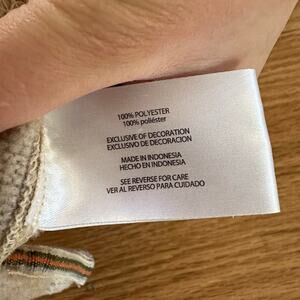 100% POLYESTER
100% poliéster
EXCLUSIVE OF DECORATION
EXCLUSIVO DE DECORACION
MADE IN INDONESIA
HECHO EN INDONESIA
SEE REVERSE FOR CARE
VER AL REVERSO PARA CUIDADO